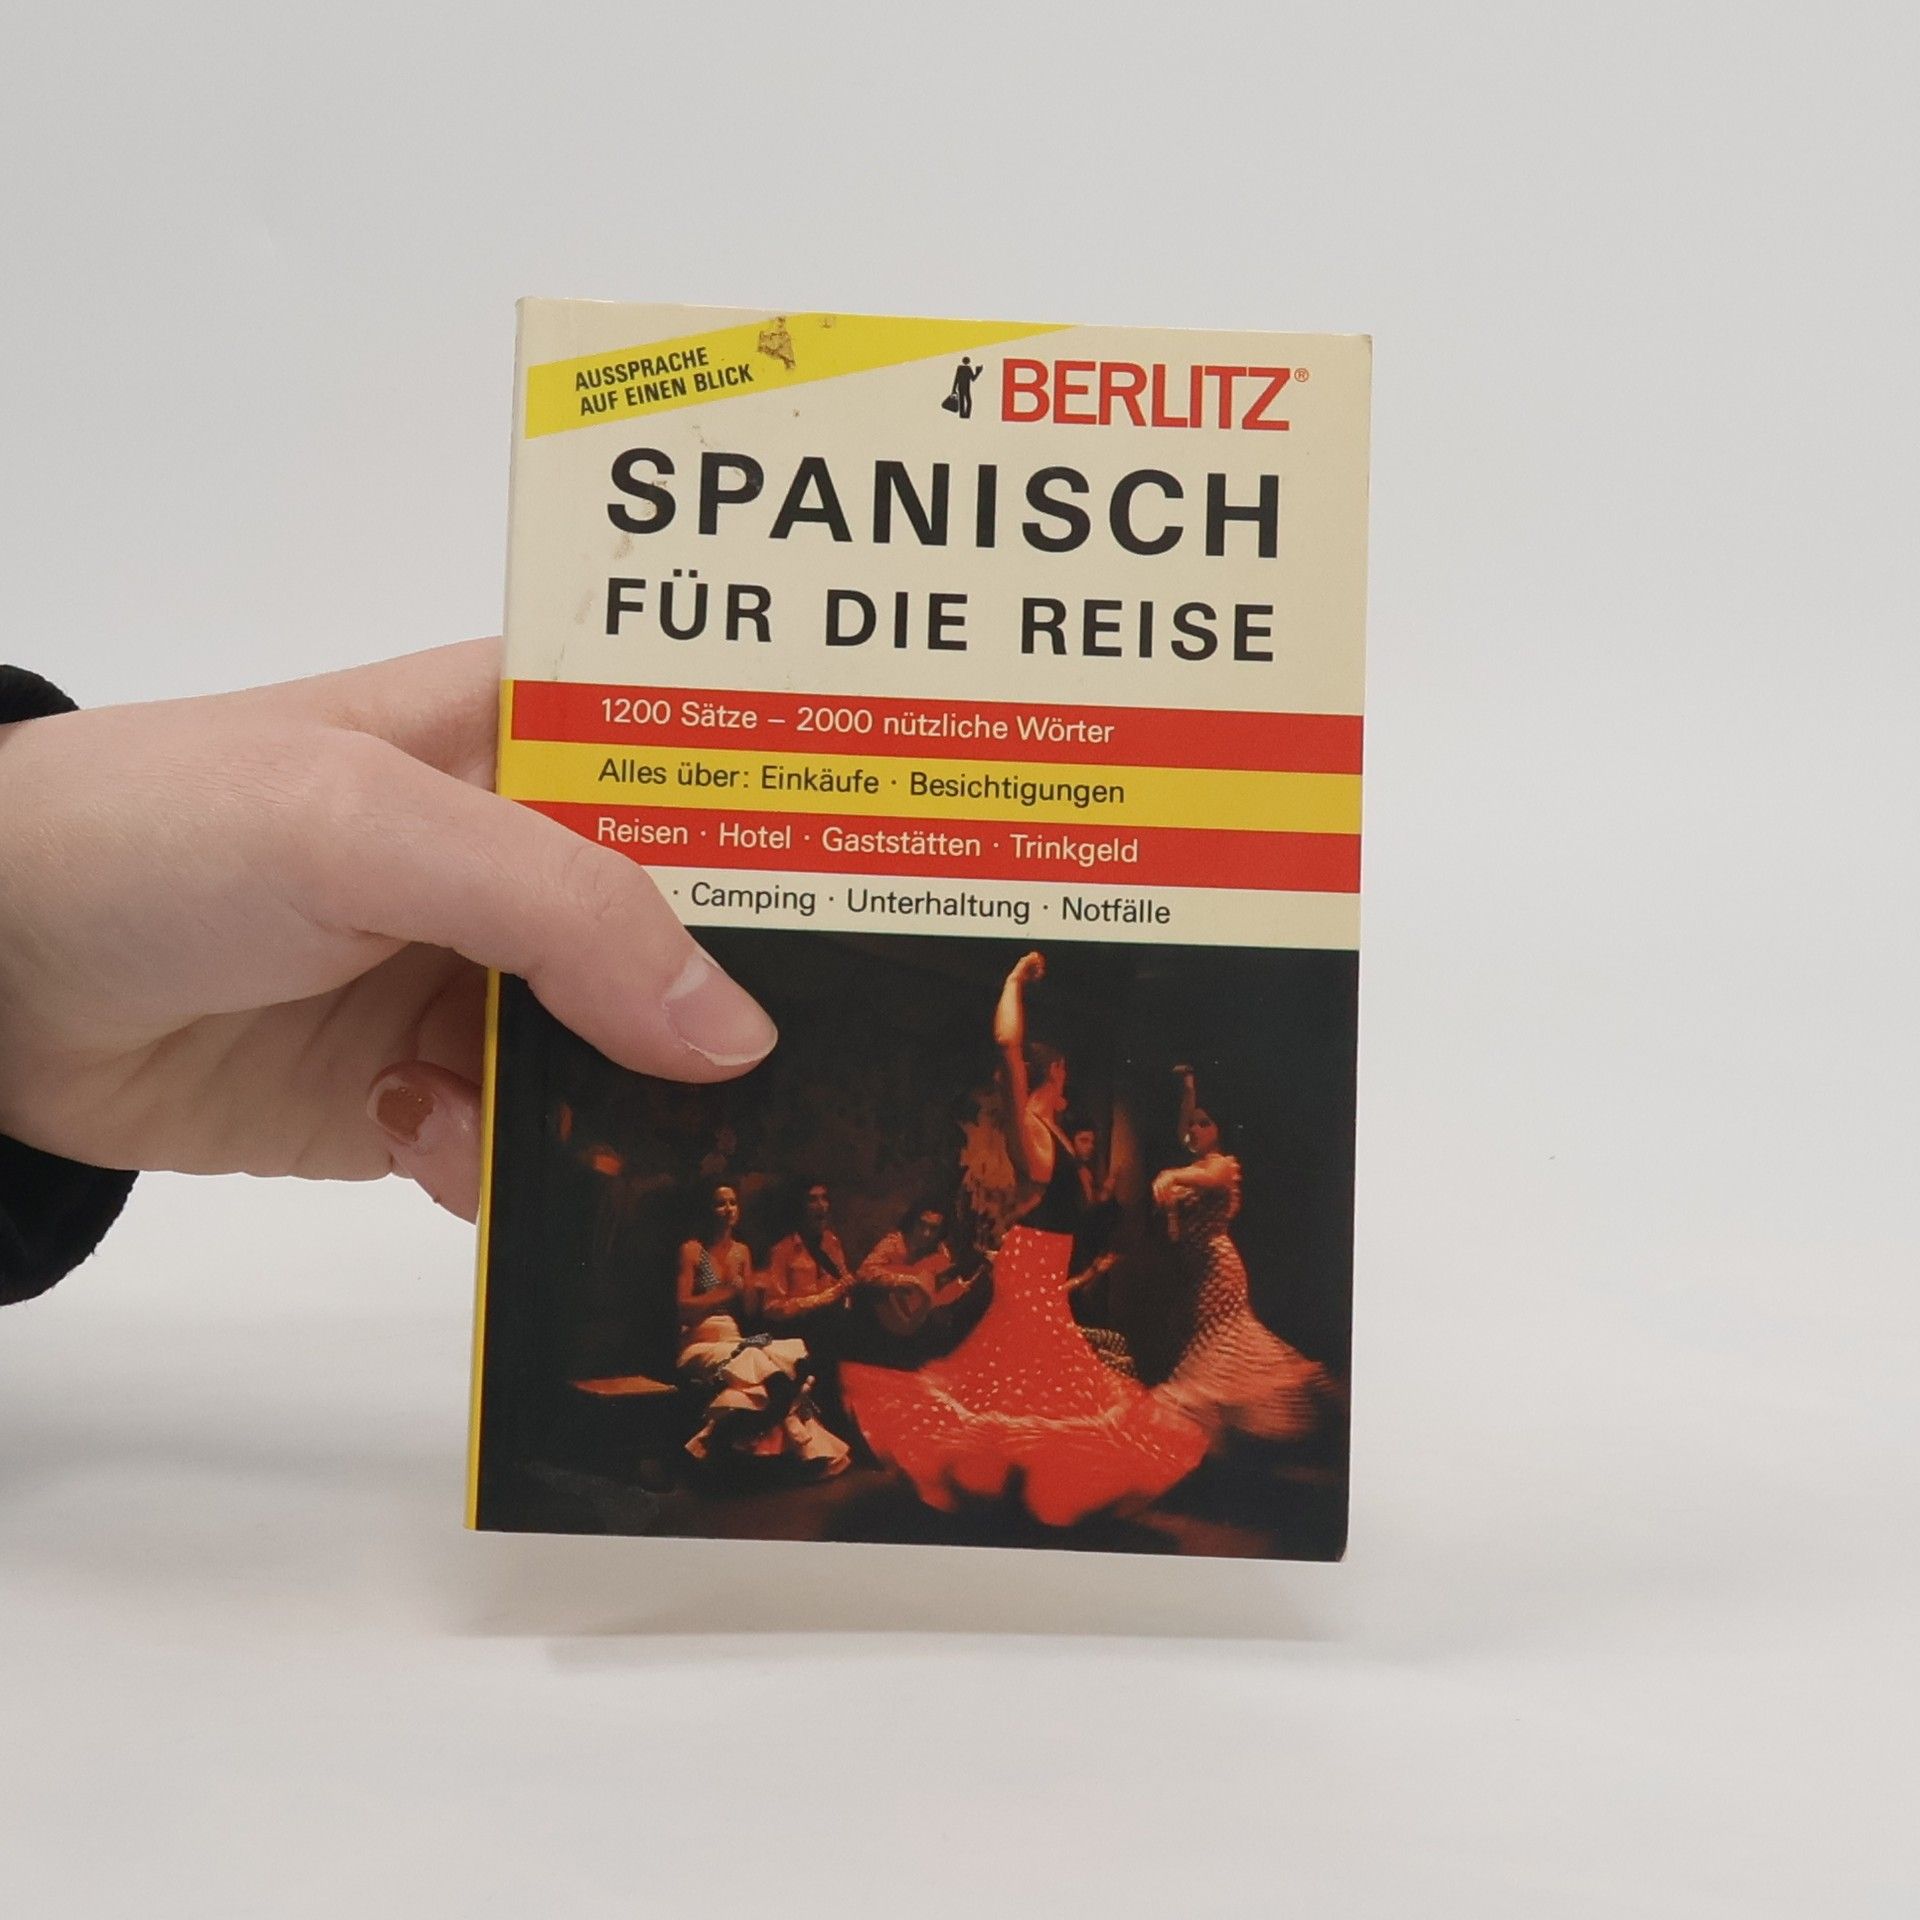 AUSSPRACHE
AUF EINEN BLICK
BERLITZ®
SPANISCH
FÜR DIE REISE
1200 Sätze – 2000 nützliche Wörter
Alles über: Einkäufe · Besichtigungen
Reisen · Hotel · Gaststätten · Trinkgeld
· Camping · Unterhaltung · Notfälle